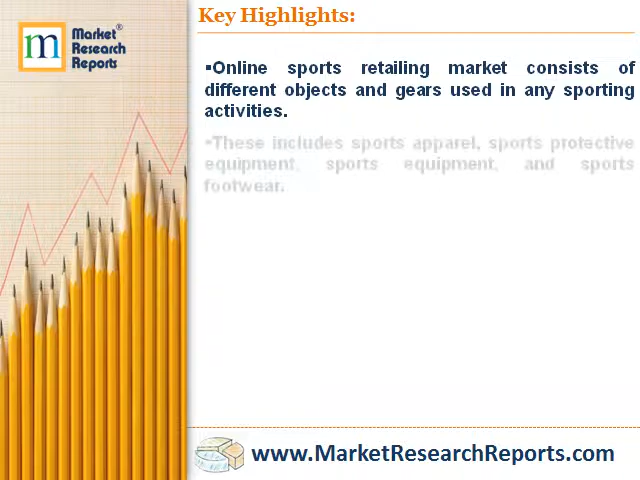 Key Highlights:
m
Market®
Research
Reports
▪Online sports retailing market consists of
different objects and gears used in any sporting
activities.
▪These includes sports apparel, sports protective
equipment, sports equipment, and sports
footwear.
www.MarketResearchReports.com